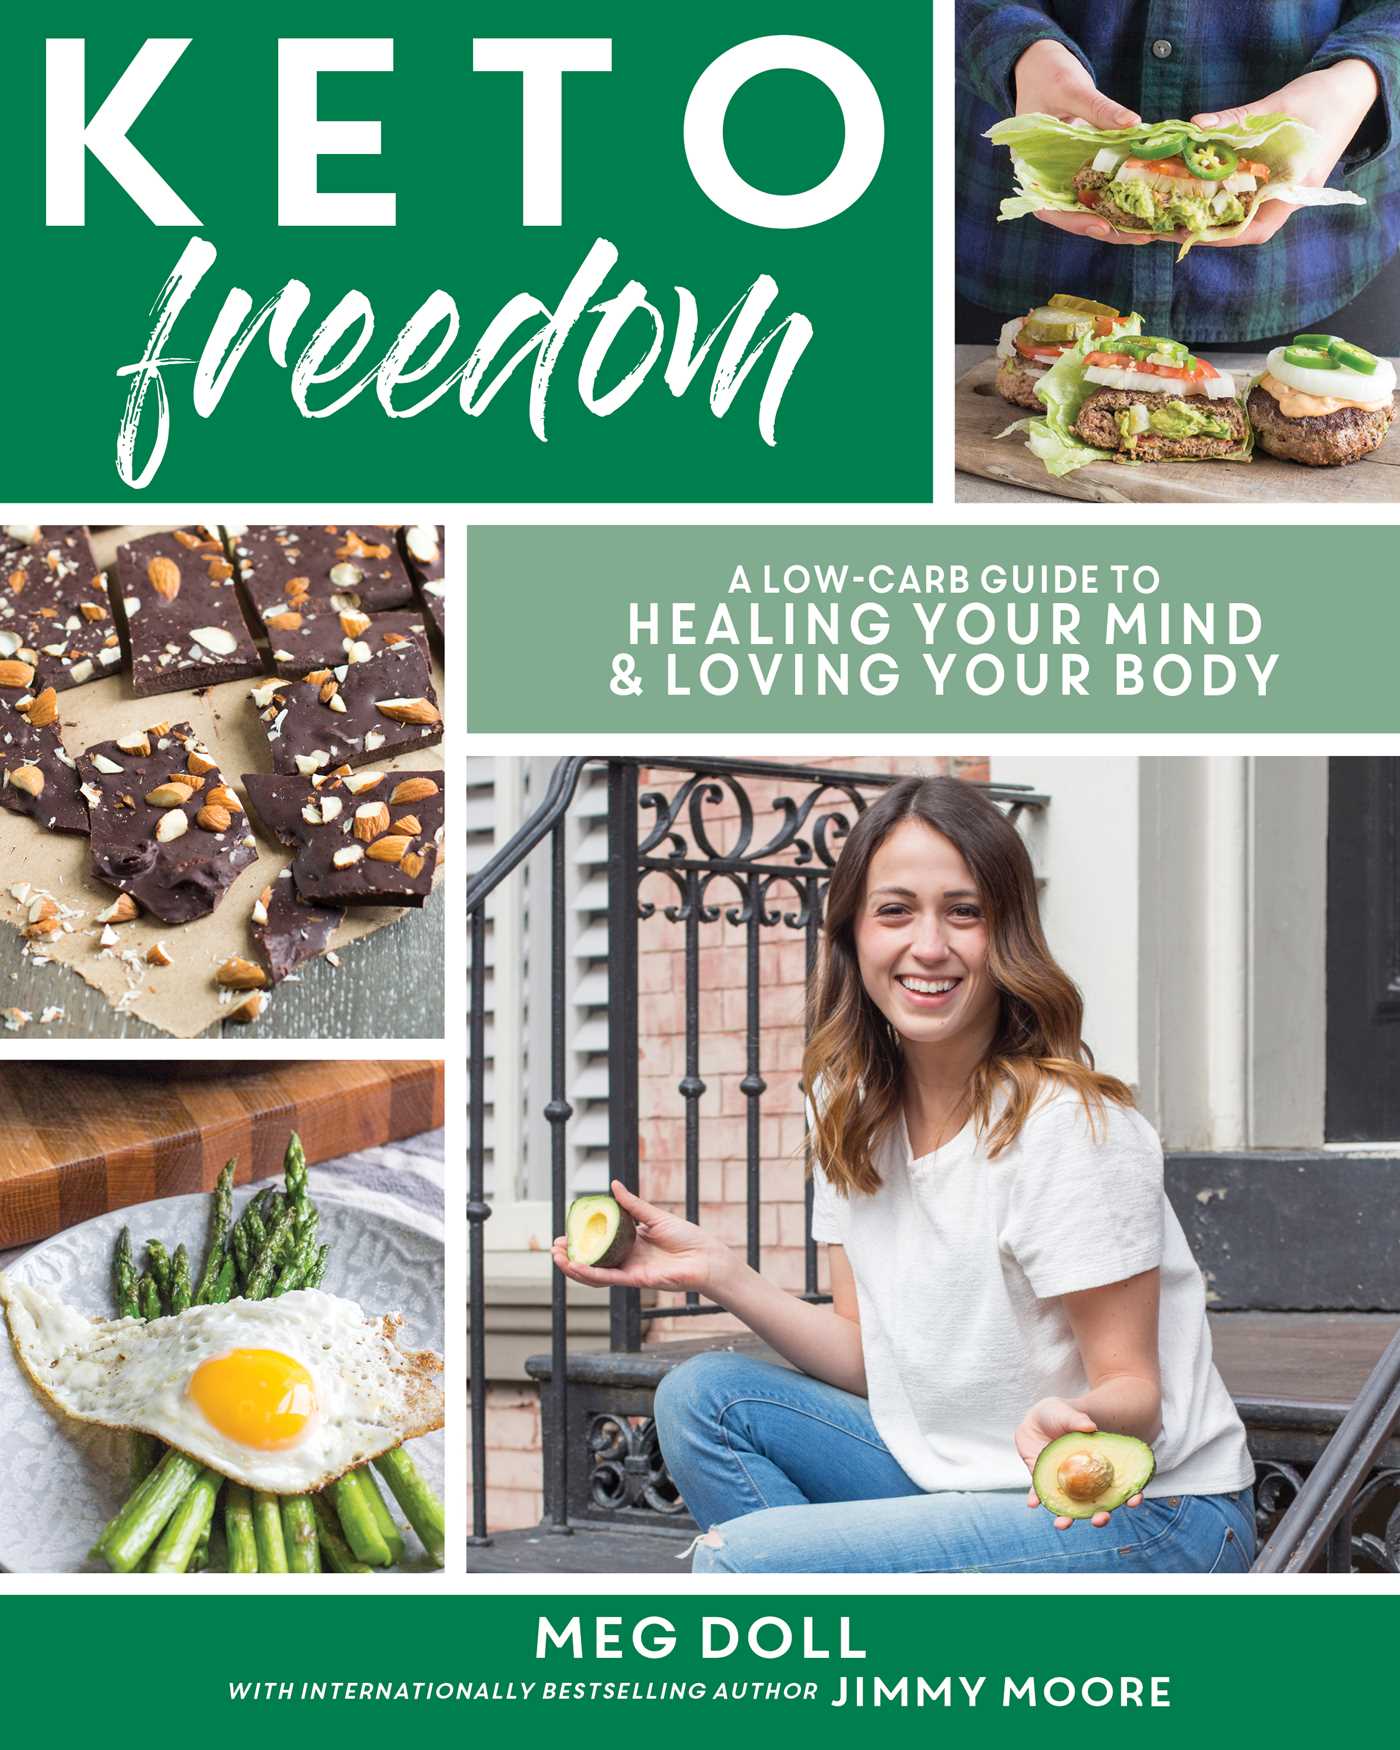 KETO
freedom
A LOW-CARB GUIDE TO
HEALING YOUR MIND
& LOVING YOUR BODY
MEG DOLL
WITH INTERNATIONALLY BESTSELLING AUTHOR JIMMY MOORE